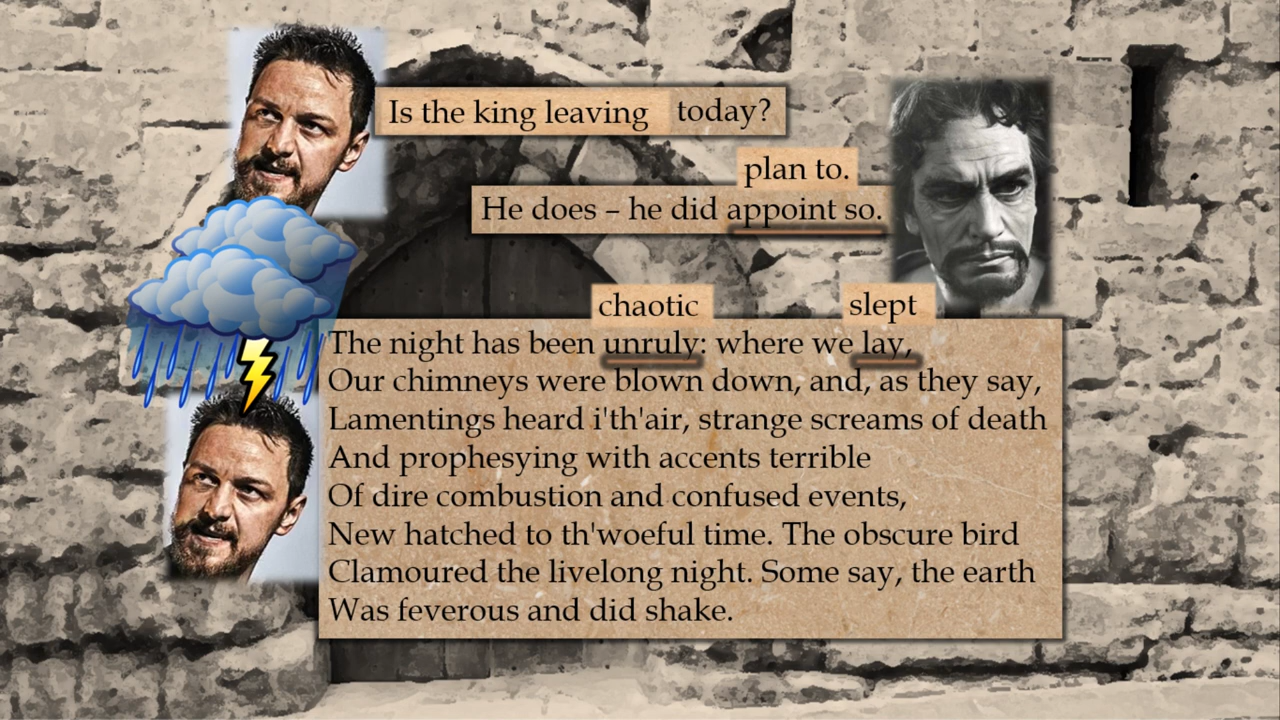 Is the king leaving today?
plan to.
He does – he did appoint so.
chaotic slept
The night has been unruly: where we lay,
Our chimneys were blown down, and, as they say,
Lamentings heard i'th'air, strange screams of death
And prophesying with accents terrible
Of dire combustion and confused events,
New hatched to th'woeful time. The obscure bird
Clamoured the livelong night. Some say, the earth
Was feverous and did shake.